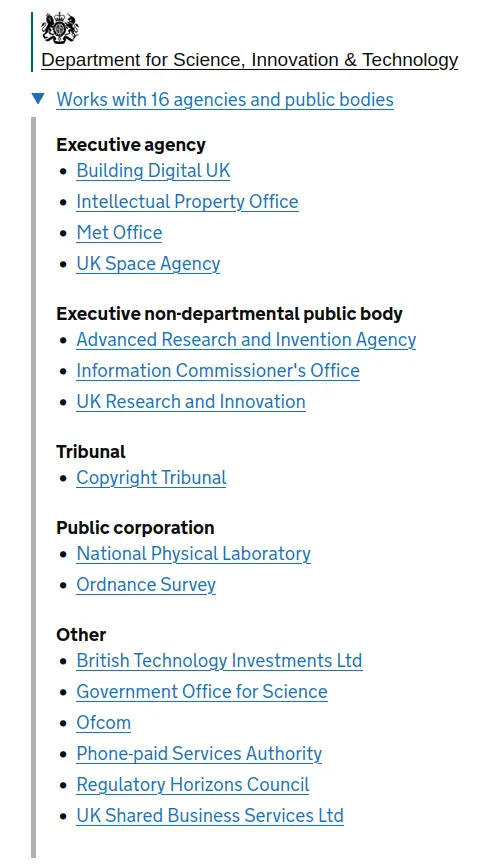 Department for Science, Innovation & Technology
Works with 16 agencies and public bodies
Executive agency
Building Digital UK
Intellectual Property Office
Met Office
UK Space Agency
Executive non-departmental public body
Advanced Research and Invention Agency
Information Commissioner's Office
UK Research and Innovation
Tribunal
Copyright Tribunal
Public corporation
National Physical Laboratory
Ordnance Survey
Other
British Technology Investments Ltd
Government Office for Science
Ofcom
Phone-paid Services Authority
Regulatory Horizons Council
UK Shared Business Services Ltd